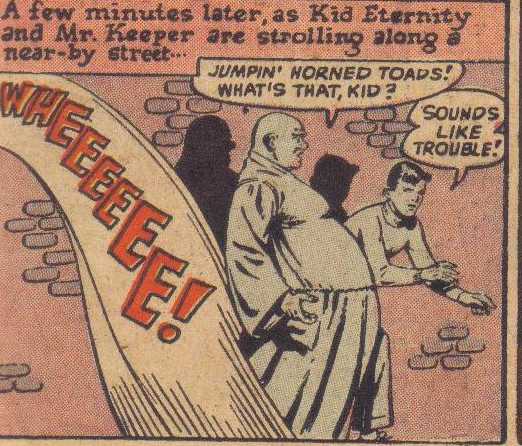 A few minutes later, as Kid Eternity
and Mr. Keeper are strolling along a
near-by street...
JUMPIN' HORNED TOADS!
WHAT'S THAT, KID?
SOUNDS
LIKE
TROUBLE!
WHEEEEEEE!